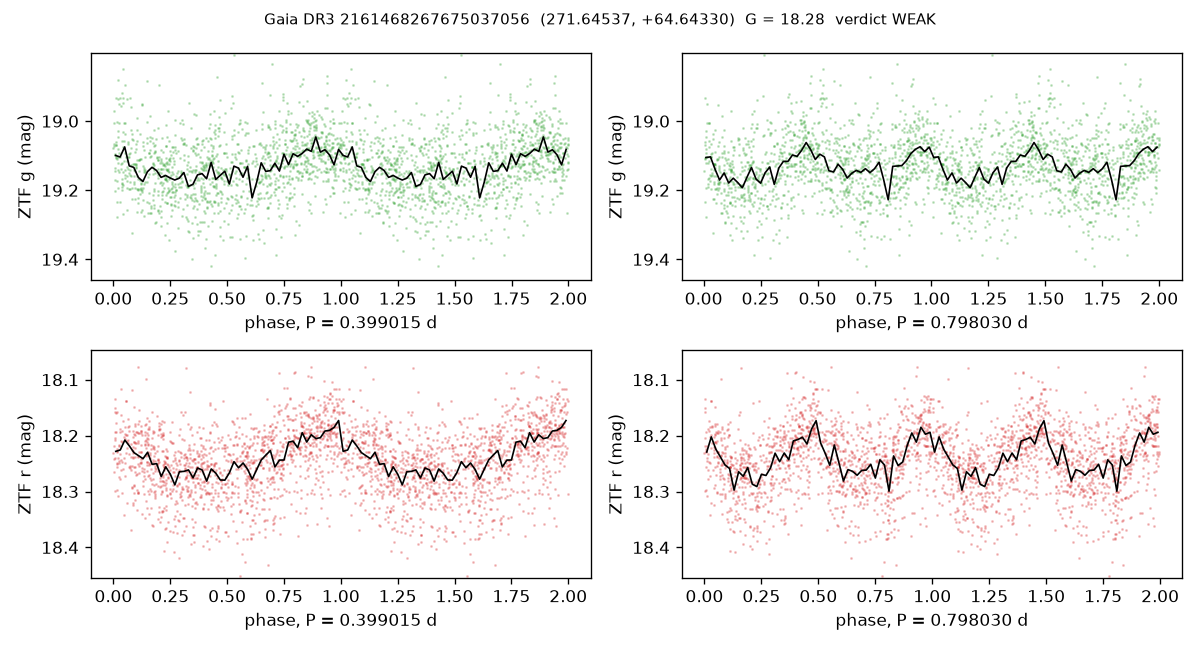 Gaia DR3 2161468267675037056  (271.64537, +64.64330)  G = 18.28  verdict WEAK
ZTF g (mag)
19.0
19.2
19.4
0.00 0.25 0.50 0.75 1.00 1.25 1.50 1.75 2.00
phase, P = 0.399015 d
ZTF g (mag)
19.0
19.2
19.4
0.00 0.25 0.50 0.75 1.00 1.25 1.50 1.75 2.00
phase, P = 0.798030 d
ZTF r (mag)
18.1
18.2
18.3
18.4
0.00 0.25 0.50 0.75 1.00 1.25 1.50 1.75 2.00
phase, P = 0.399015 d
ZTF r (mag)
18.1
18.2
18.3
18.4
0.00 0.25 0.50 0.75 1.00 1.25 1.50 1.75 2.00
phase, P = 0.798030 d